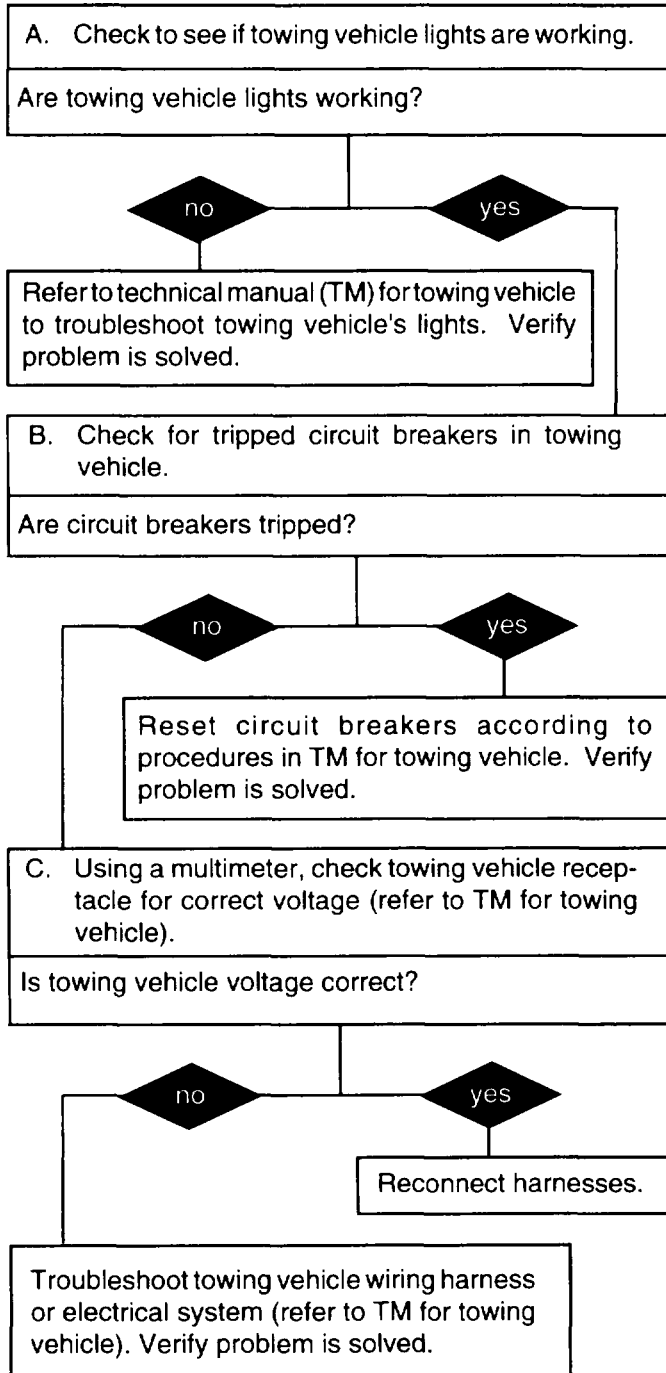 A. Check to see if towing vehicle lights are working.
Are towing vehicle lights working?
no
yes
Refer to technical manual (TM) for towing vehicle
to troubleshoot towing vehicle's lights. Verify
problem is solved.
B. Check for tripped circuit breakers in towing
vehicle.
Are circuit breakers tripped?
no
yes
Reset circuit breakers according to
procedures in TM for towing vehicle. Verify
problem is solved.
C. Using a multimeter, check towing vehicle recep-
tacle for correct voltage (refer to TM for towing
vehicle).
Is towing vehicle voltage correct?
no
yes
Reconnect harnesses.
Troubleshoot towing vehicle wiring harness
or electrical system (refer to TM for towing
vehicle). Verify problem is solved.